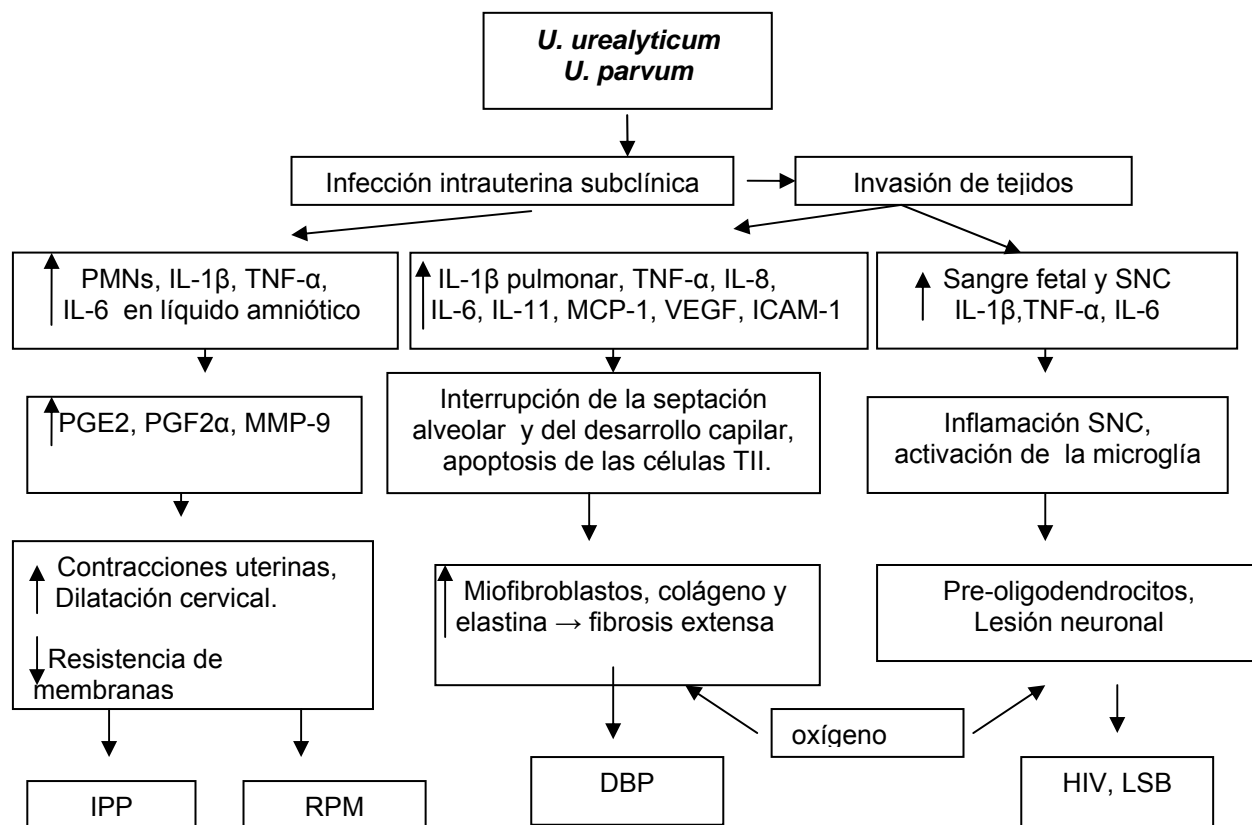 U. urealyticum
U. parvum
Infección intrauterina subclínica
Invasión de tejidos
PMNs, IL-1β, TNF-α,
IL-6 en líquido amniótico
IL-1β pulmonar, TNF-α, IL-8,
IL-6, IL-11, MCP-1, VEGF, ICAM-1
Sangre fetal y SNC
IL-1β,TNF-α, IL-6
PGE2, PGF2α, MMP-9
Interrupción de la septación
alveolar y del desarrollo capilar,
apoptosis de las células TII.
Inflamación SNC,
activación de la microglía
Contracciones uterinas,
Dilatación cervical.
Resistencia de
membranas
Miofibroblastos, colágeno y
elastina → fibrosis extensa
Pre-oligodendrocitos,
Lesión neuronal
oxígeno
IPP
RPM
DBP
HIV, LSB